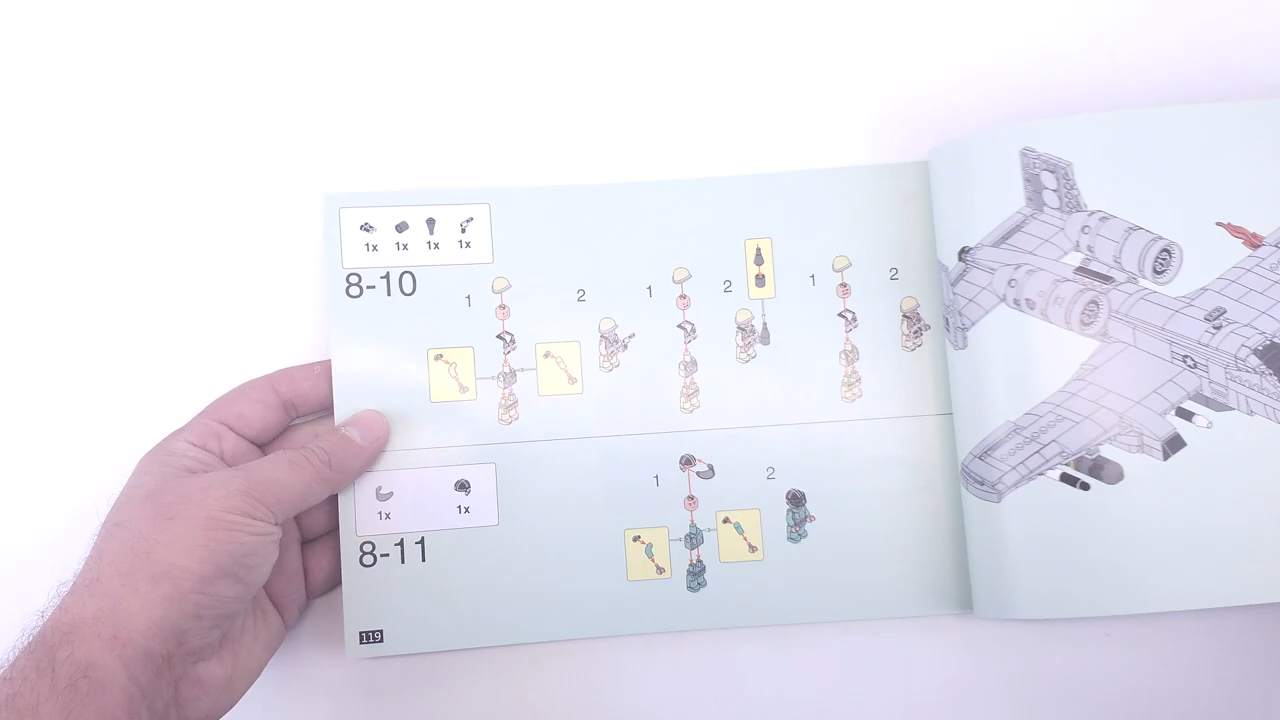 1x 1x 1x 1x
8-10
1 2 1 2 1 2
1x 1x
8-11
1 2
119